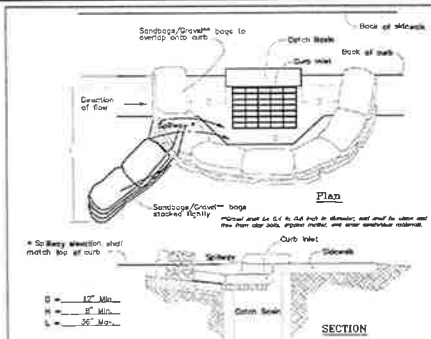 Back of sidewalk
Sandbags/Gravel** bags to
overlap onto curb
Catch Basin
Curb Inlet
Back of curb
Direction
of flow
Spillway *
Plan
Sandbags/Gravel** bags
stacked tightly
**Gravel shall be 0.4 to 0.8 inch in diameter, and shall be clean and
free from clay balls, organic matter, and other deleterious materials.
* Spillway elevation shall
match top of curb
Spillway
Curb Inlet
Sidewalk
D = 12" Min.
H = 8" Min.
L = 36" Max.
Catch Basin
SECTION